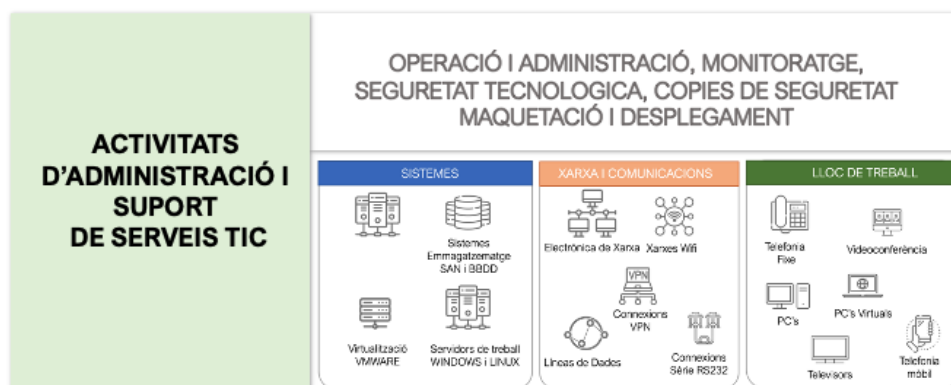 ACTIVITATS
D'ADMINISTRACIÓ I
SUPORT
DE SERVEIS TIC
OPERACIÓ I ADMINISTRACIÓ, MONITORATGE,
SEGURETAT TECNOLOGICA, COPIES DE SEGURETAT
MAQUETACIÓ I DESPLEGAMENT
SISTEMES
Sistemes
Emmagatzematge
SAN i BBDD
Virtualització
VMWARE
Servidors de treball
WINDOWS i LINUX
XARXA I COMUNICACIONS
Electrònica de Xarxa
Xarxes Wifi
VPN
Connexions
VPN
Líneas de Dades
Connexions
Sèrie RS232
LLOC DE TREBALL
Telefonia
Fixe
Videoconferència
PC's
PC's Virtuals
Televisors
Telefonia
mòbil